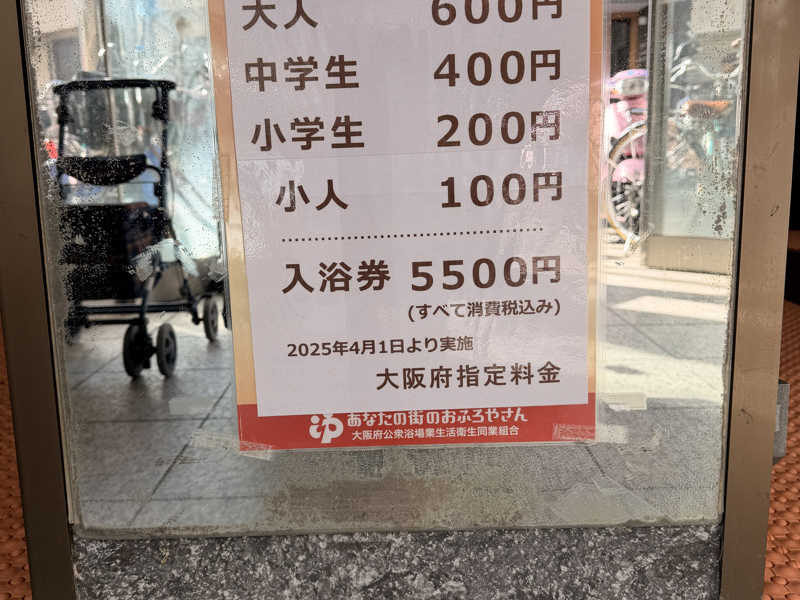 大人 600円
中学生 400円
小学生 200円
小人 100円
入浴券 5500円
(すべて消費税込み)
2025年4月1日より実施
大阪府指定料金
ゆ あなたの街のおふろやさん
大阪府公衆浴場業生活衛生同業組合